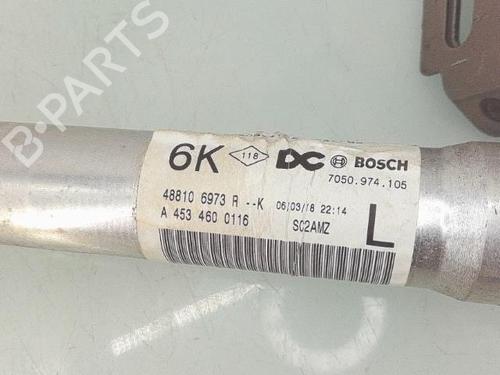 B-PARTS
6K 118 DC BOSCH
7050.974.105
48810 6973 R --K 06/03/18 22:14
A 453 460 0116 SC2AMZ
L